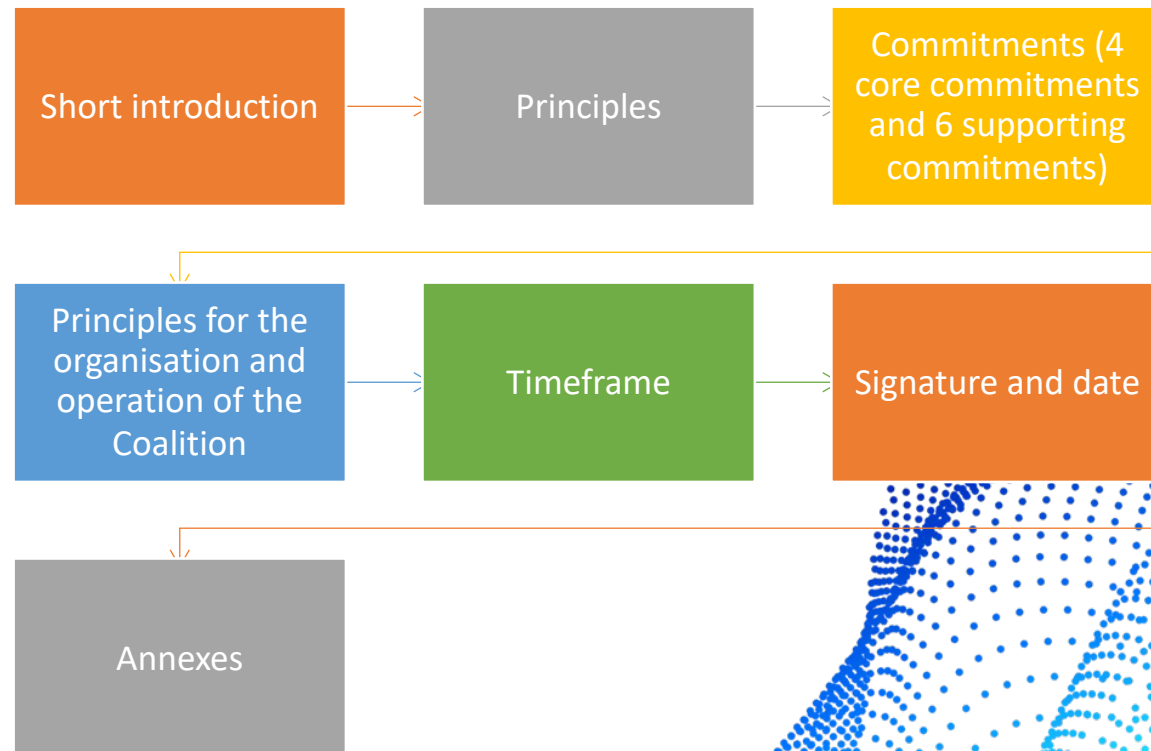 Short introduction
Principles
Commitments (4
core commitments
and 6 supporting
commitments)
Principles for the
organisation and
operation of the
Coalition
Timeframe
Signature and date
Annexes